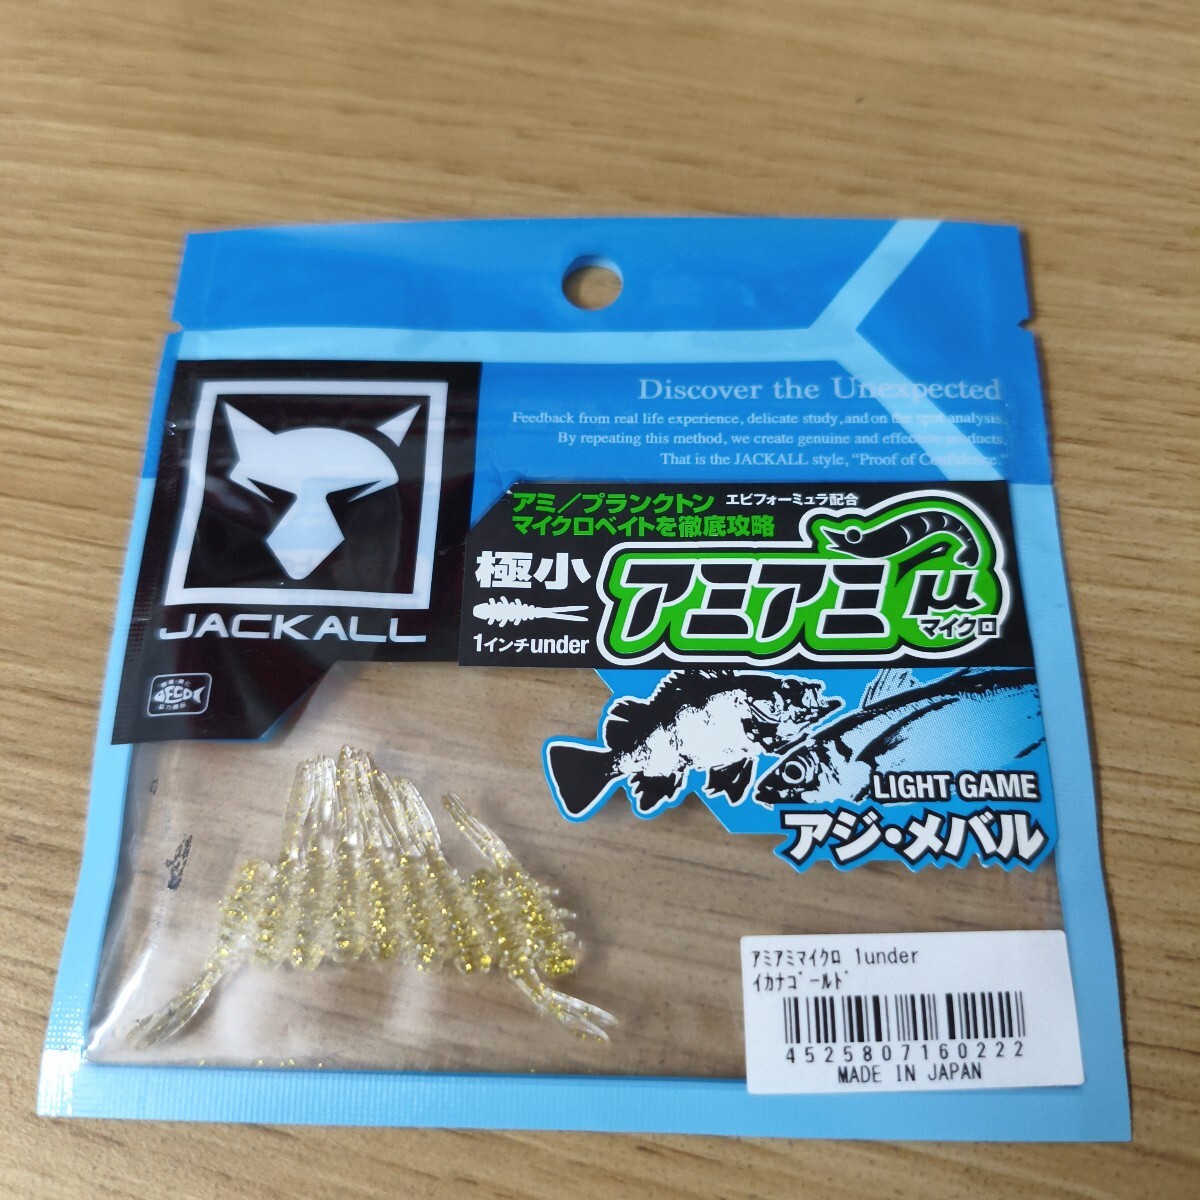 Discover the Unexpected
Feedback from real life experience, delicate study, and on the spot analysis.
By repeating this method, we create genuine and effective products.
That is the JACKALL style, "Proof of Confidence."
JACKALL
アミ／プランクトン
マイクロベイトを徹底攻略
エビフォーミュラ配合
極小
1インチunder
アミアミ
μ
マイクロ
FECO
LIGHT GAME
アジ・メバル
アミアミマイクロ 1under
イカナゴールド
4525807160222
MADE IN JAPAN